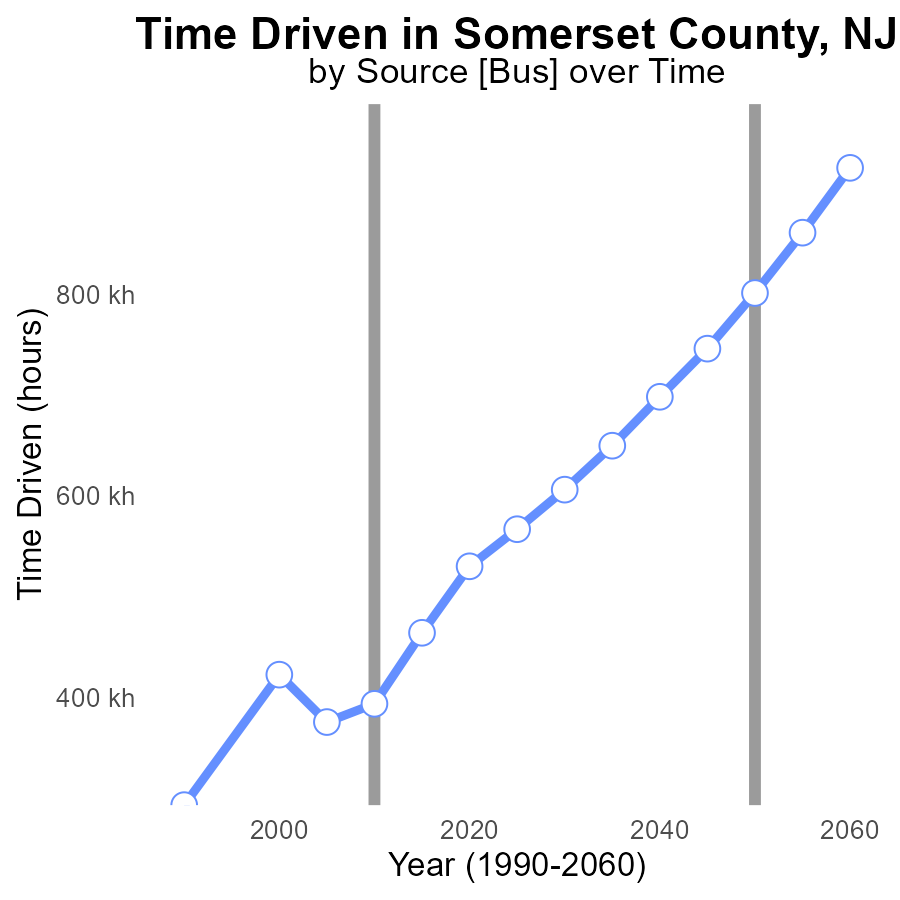 Time Driven in Somerset County, NJ
by Source [Bus] over Time
Time Driven (hours)
800 kh
600 kh
400 kh
2000
2020
2040
2060
Year (1990-2060)